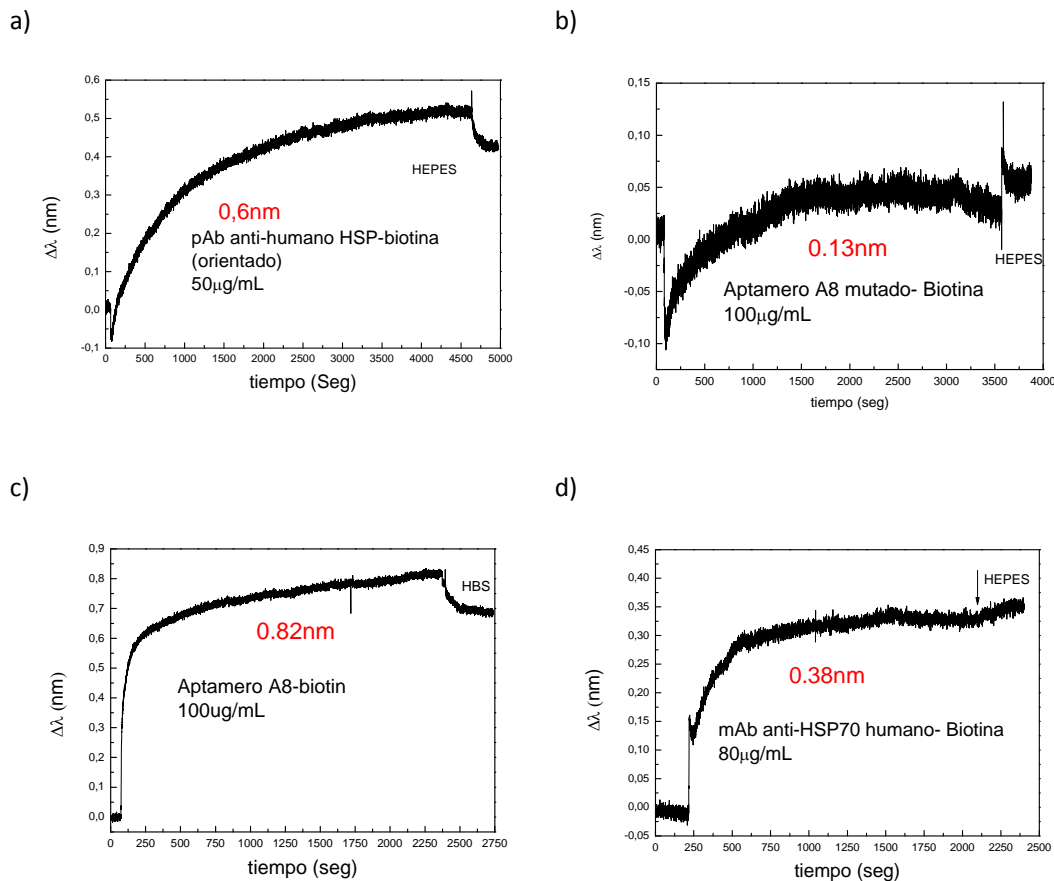 a)
0,6
0,5
0,4
0,3
0,2
0,1
0,0
-0,1
Δλ (nm)
HEPES
0,6nm
pAb anti-humano HSP-biotina
(orientado)
50μg/mL
0 500 1000 1500 2000 2500 3000 3500 4000 4500 5000
tiempo (Seg)
b)
0,15
0,10
0,05
0,00
-0,05
-0,10
Δλ (nm)
HEPES
0.13nm
Aptamero A8 mutado- Biotina
100μg/mL
0 500 1000 1500 2000 2500 3000 3500 4000
tiempo (seg)
c)
0,9
0,8
0,7
0,6
0,5
0,4
0,3
0,2
0,1
0,0
Δλ (nm)
HBS
0.82nm
Aptamero A8-biotin
100ug/mL
0 250 500 750 1000 1250 1500 1750 2000 2250 2500 2750
tiempo (seg)
d)
0,45
0,40
0,35
0,30
0,25
0,20
0,15
0,10
0,05
0,00
-0,05
Δλ (nm)
HEPES
0.38nm
mAb anti-HSP70 humano- Biotina
80μg/mL
0 250 500 750 1000 1250 1500 1750 2000 2250 2500
tiempo (seg)